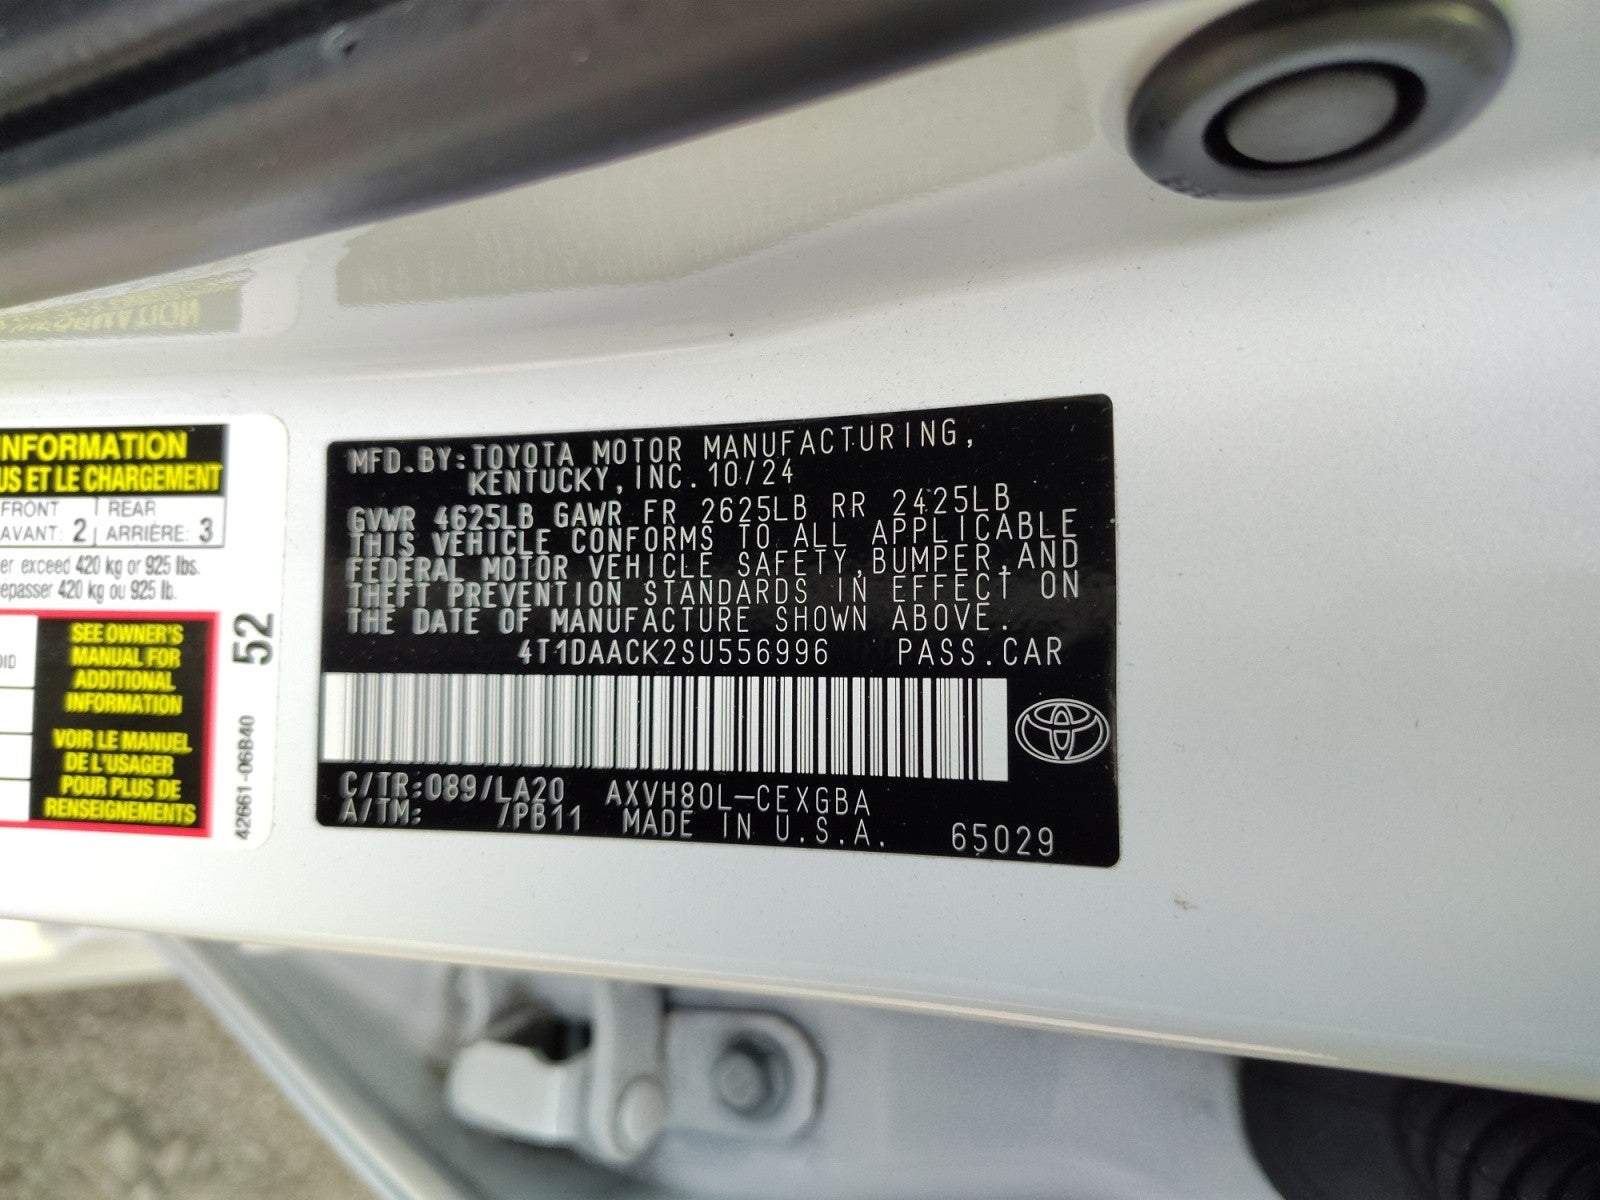 INFORMATION
US ET LE CHARGEMENT
FRONT REAR
AVANT: 2 ARRIÈRE: 3
er exceed 420 kg or 925 lbs.
epasser 420 kg ou 925 lb.
SEE OWNER'S
MANUAL FOR
ADDITIONAL
INFORMATION
VOIR LE MANUEL
DE L'USAGER
POUR PLUS DE
RENSEIGNEMENTS
52
42661-06B40
MFD.BY:TOYOTA MOTOR MANUFACTURING,
KENTUCKY,INC.10/24
GVWR 4625LB GAWR FR 2625LB RR 2425LB
THIS VEHICLE CONFORMS TO ALL APPLICABLE
FEDERAL MOTOR VEHICLE SAFETY,BUMPER,AND
THEFT PREVENTION STANDARDS IN EFFECT ON
THE DATE OF MANUFACTURE SHOWN ABOVE.
4T1DAACK2SU556996 PASS.CAR
C/TR:089/LA20 AXVH80L-CEXGBA
A/TM: /PB11 MADE IN U.S.A. 65029